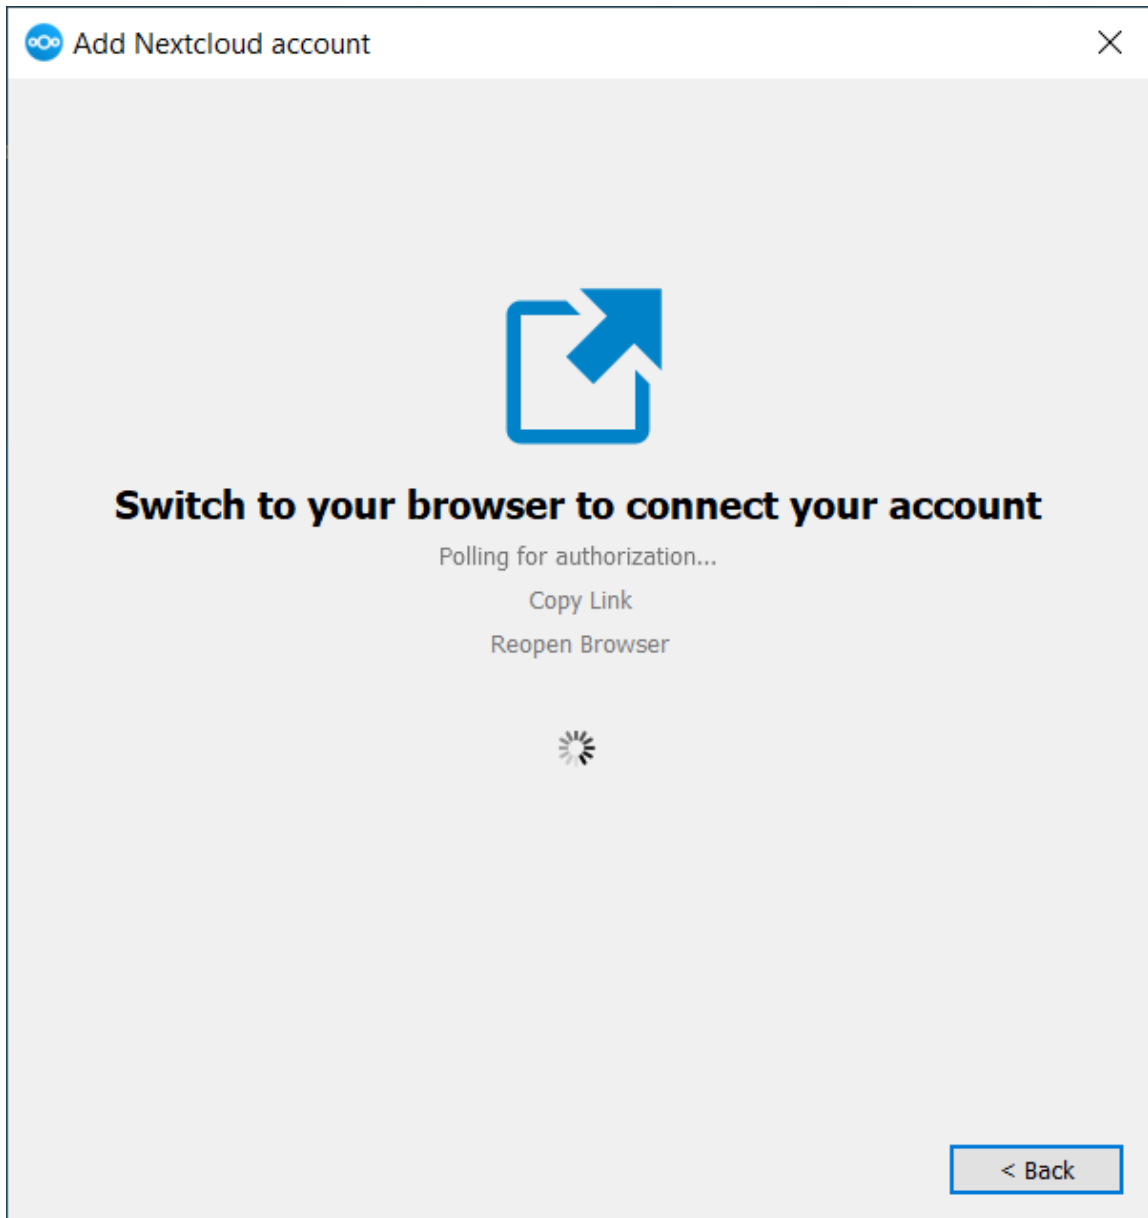 Add Nextcloud account
Switch to your browser to connect your account
Polling for authorization...
Copy Link
Reopen Browser
< Back